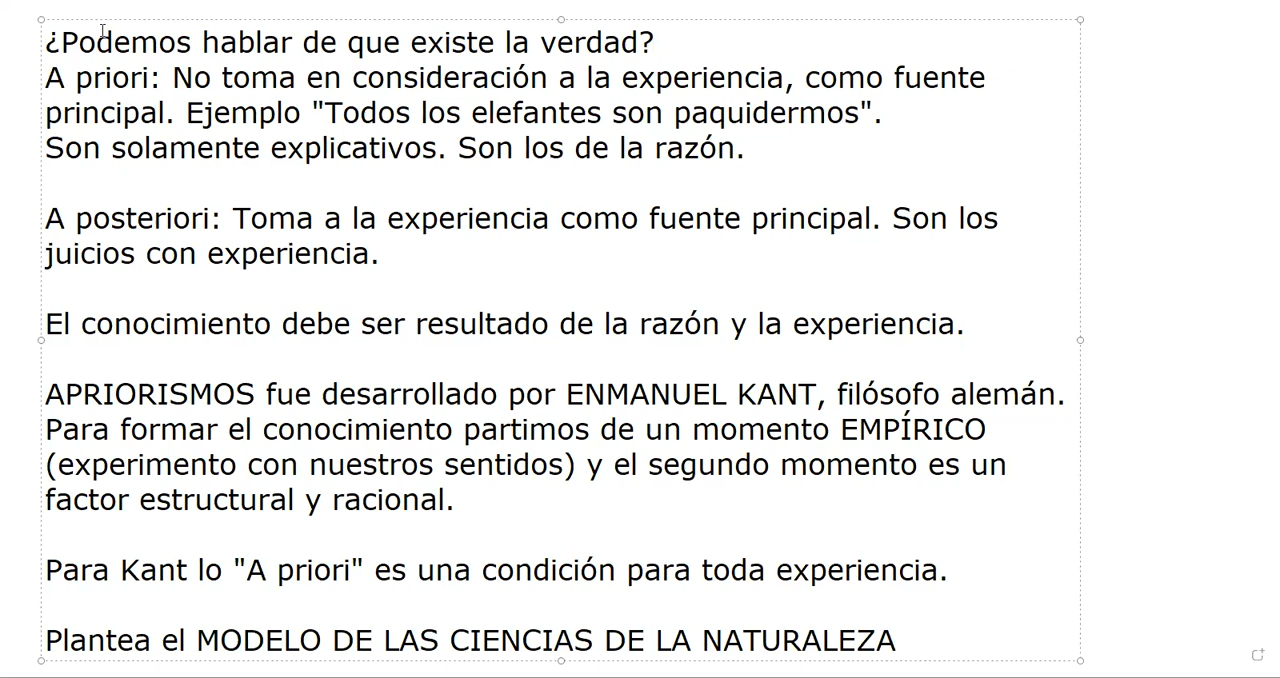 ¿Podemos hablar de que existe la verdad?
A priori: No toma en consideración a la experiencia, como fuente
principal. Ejemplo "Todos los elefantes son paquidermos".
Son solamente explicativos. Son los de la razón.
A posteriori: Toma a la experiencia como fuente principal. Son los
juicios con experiencia.
El conocimiento debe ser resultado de la razón y la experiencia.
APRIORISMOS fue desarrollado por ENMANUEL KANT, filósofo alemán.
Para formar el conocimiento partimos de un momento EMPÍRICO
(experimento con nuestros sentidos) y el segundo momento es un
factor estructural y racional.
Para Kant lo "A priori" es una condición para toda experiencia.
Plantea el MODELO DE LAS CIENCIAS DE LA NATURALEZA